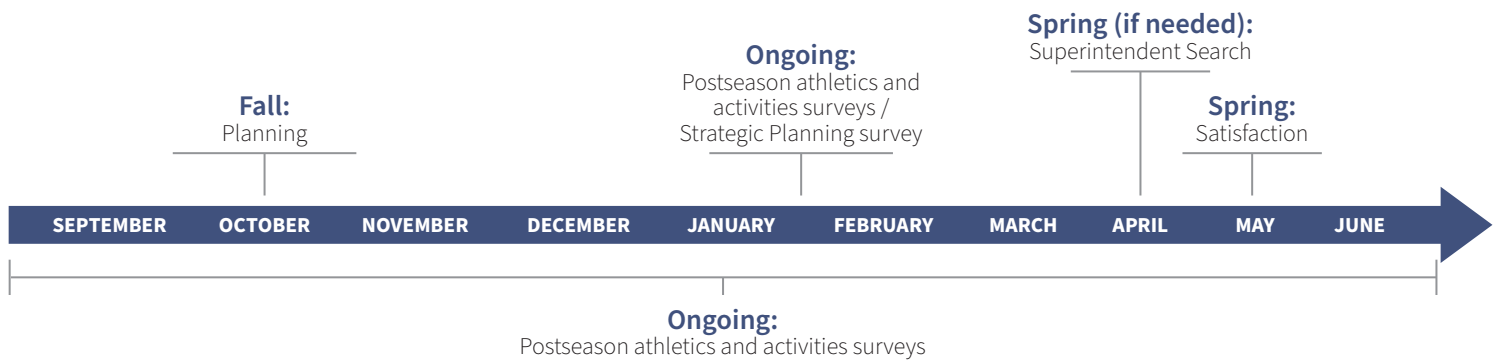 Fall:
Planning
Ongoing:
Postseason athletics and
activities surveys /
Strategic Planning survey
Spring (if needed):
Superintendent Search
Spring:
Satisfaction
SEPTEMBER OCTOBER NOVEMBER DECEMBER JANUARY FEBRUARY MARCH APRIL MAY JUNE
Ongoing:
Postseason athletics and activities surveys